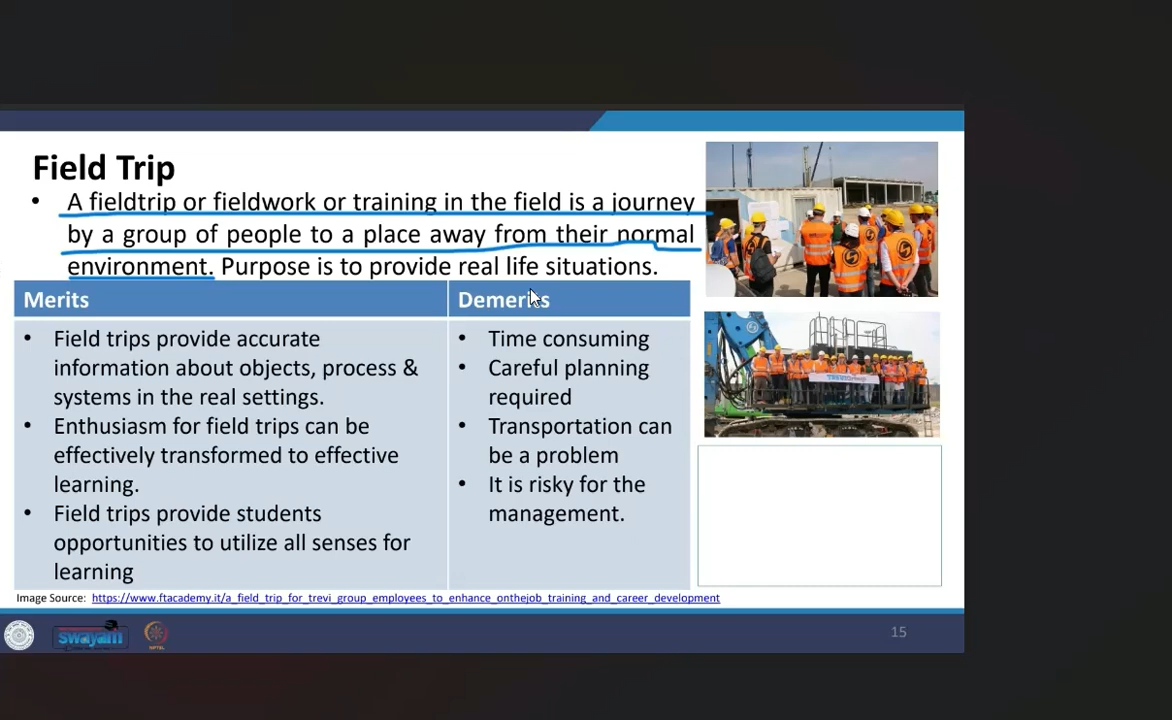 Field Trip
• A fieldtrip or fieldwork or training in the field is a journey
by a group of people to a place away from their normal
environment. Purpose is to provide real life situations.
Merits
• Field trips provide accurate
information about objects, process &
systems in the real settings.
• Enthusiasm for field trips can be
effectively transformed to effective
learning.
• Field trips provide students
opportunities to utilize all senses for
learning
Demerits
• Time consuming
• Careful planning
required
• Transportation can
be a problem
• It is risky for the
management.
Image Source: https://www.ftacademy.it/a_field_trip_for_trevi_group_employees_to_enhance_onthejob_training_and_career_development
swayam
15